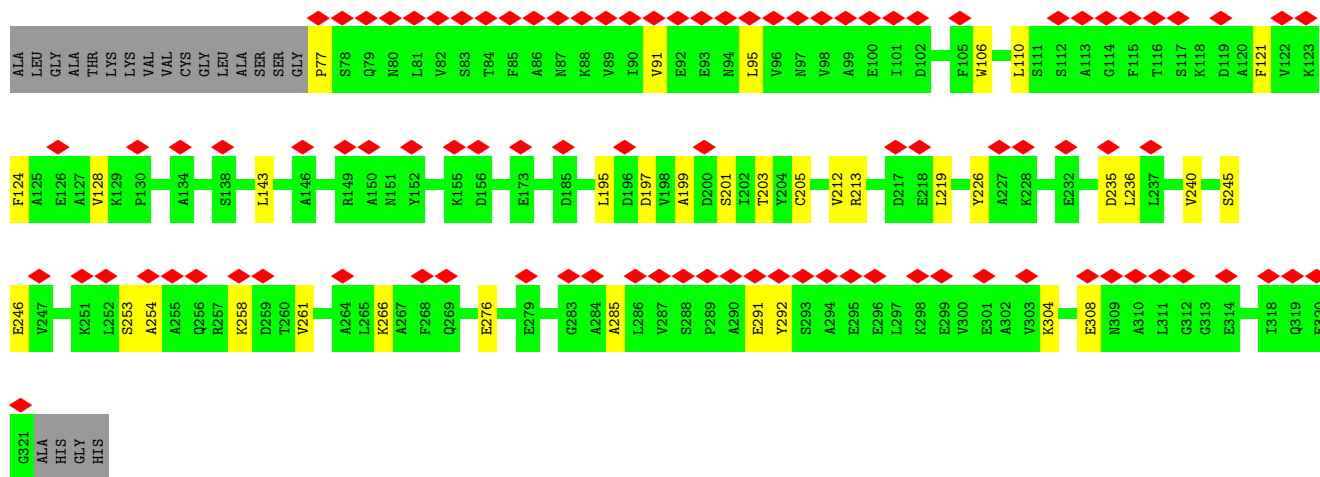 ALA LEU GLY ALA THR LYS LYS VAL VAL CYS GLY LEU ALA SER SER GLY P77 S78 Q79 N80 L81 V82 S83 T84 F85 A86 N87 K88 V89 I90 V91 E92 E93 N94 L95 V96 N97 V98 A99 E100 I101 D102 F105 W106 L110 S111 S112 A113 G114 F115 T116 S117 K118 D119 A120 F121 V122 K123
F124 A125 E126 A127 V128 K129 P130 A134 S138 L143 A146 R149 A150 N151 Y152 K155 D156 E173 D185 L195 D196 D197 V198 A199 D200 S201 I202 T203 Y204 C205 V212 R213 D217 E218 L219 Y226 A227 K228 E232 D235 L236 L237 V240 S245
E246 V247 K251 L252 S253 A254 A255 Q256 R257 K258 D259 T260 V261 A264 L265 K266 A267 F268 Q269 E276 E279 G283 A284 A285 L286 V287 S288 P289 A290 E291 Y292 S293 A294 E295 E296 L297 K298 E299 V300 E301 A302 V303 K304 E308 N309 A310 L311 G312 G313 E314 I318 Q319
G321 ALA HIS GLY HIS